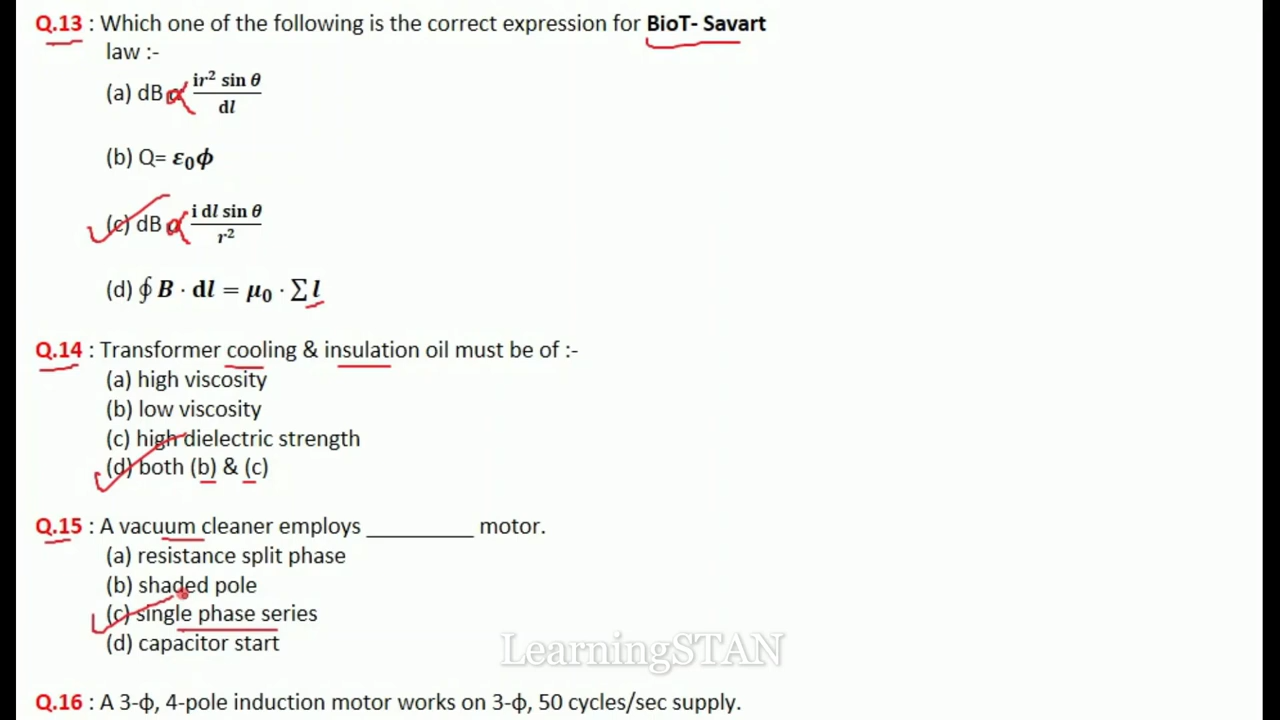 Q.13 : Which one of the following is the correct expression for BioT- Savart
law :-
(a) dB α ir² sin θ / dl
(b) Q= ε₀ϕ
(c) dB α i dl sin θ / r²
(d) ∮ B · dl = μ₀ · ∑ l
Q.14 : Transformer cooling & insulation oil must be of :-
(a) high viscosity
(b) low viscosity
(c) high dielectric strength
(d) both (b) & (c)
Q.15 : A vacuum cleaner employs __________ motor.
(a) resistance split phase
(b) shaded pole
(c) single phase series
(d) capacitor start
LearningSTAN
Q.16 : A 3-ϕ, 4-pole induction motor works on 3-ϕ, 50 cycles/sec supply.